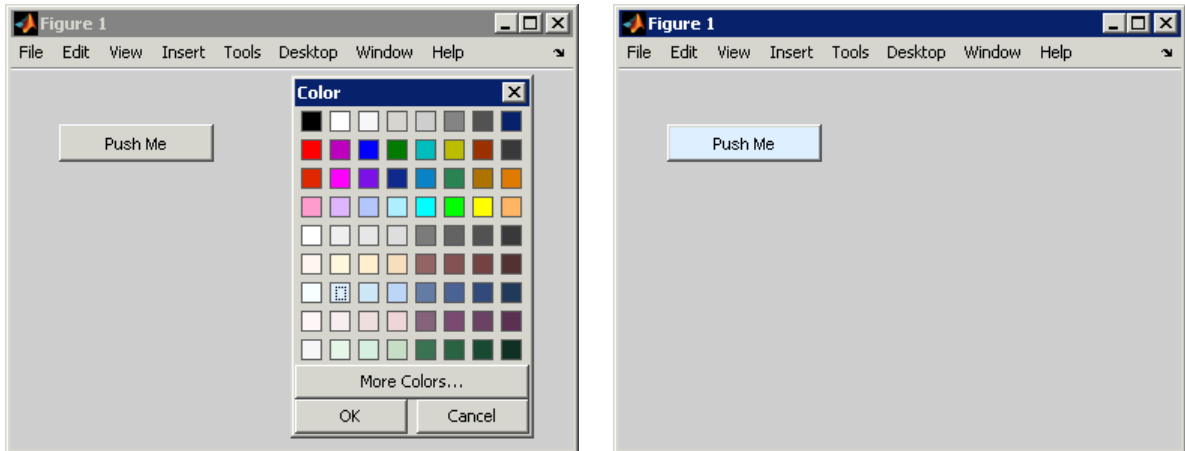 Figure 1
File Edit View Insert Tools Desktop Window Help
Push Me
Color
More Colors...
OK Cancel
Figure 1
File Edit View Insert Tools Desktop Window Help
Push Me